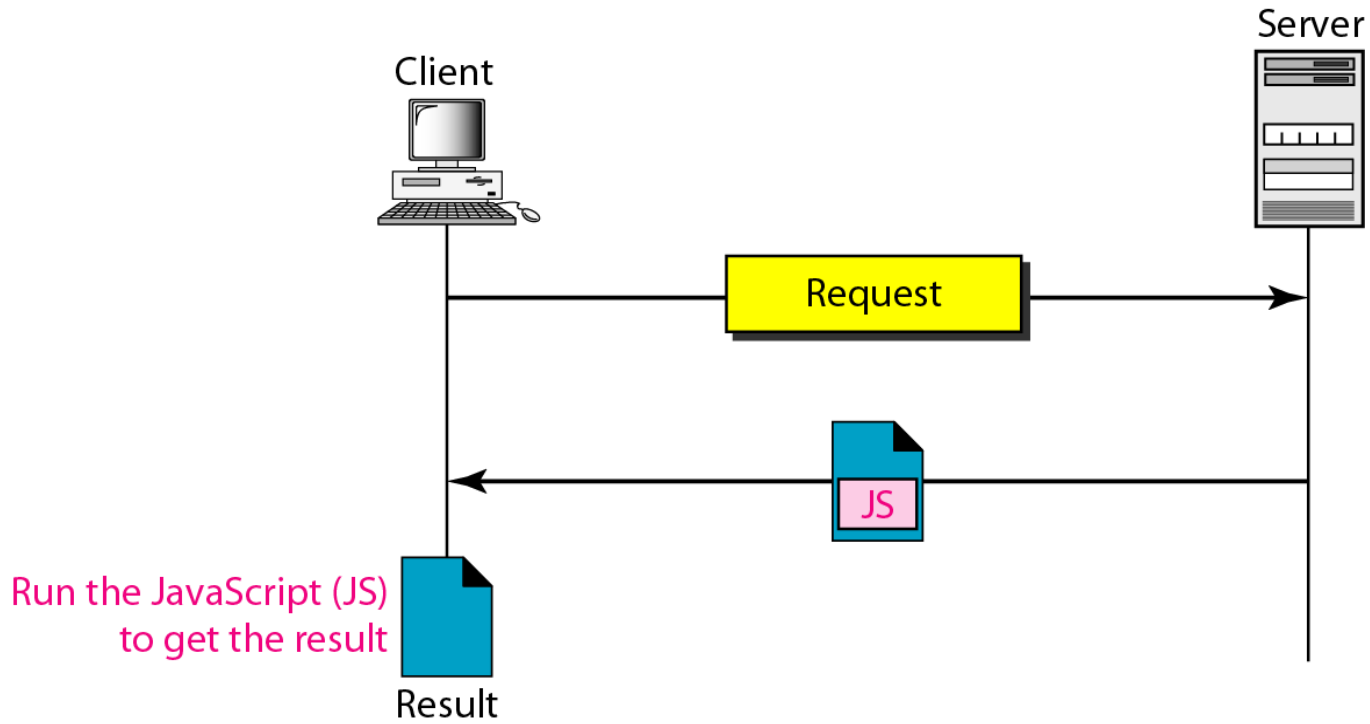 Server
Client
Request
JS
Run the JavaScript (JS)
to get the result
Result